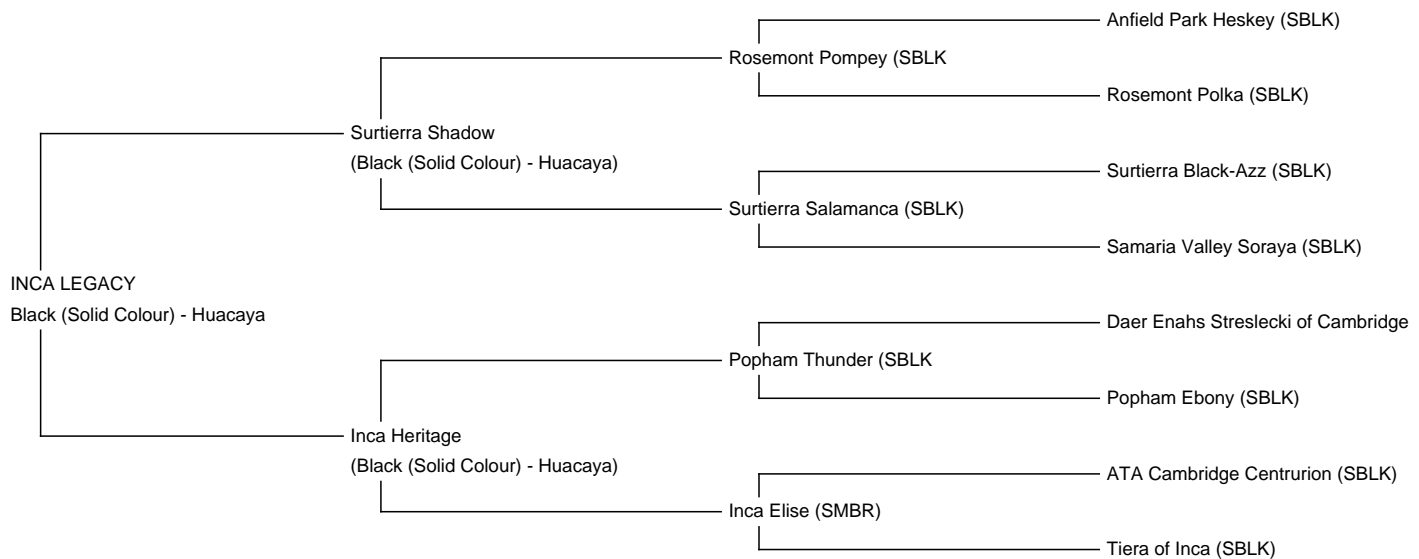 Anfield Park Heskey (SBLK)
Rosemont Pompey (SBLK
Rosemont Polka (SBLK)
Surtierra Shadow
(Black (Solid Colour) - Huacaya)
Surtierra Black-Azz (SBLK)
Surtierra Salamanca (SBLK)
Samaria Valley Soraya (SBLK)
INCA LEGACY
Black (Solid Colour) - Huacaya
Daer Enahs Streslecki of Cambridge
Popham Thunder (SBLK
Popham Ebony (SBLK)
Inca Heritage
(Black (Solid Colour) - Huacaya)
ATA Cambridge Centrurion (SBLK)
Inca Elise (SMBR)
Tiera of Inca (SBLK)